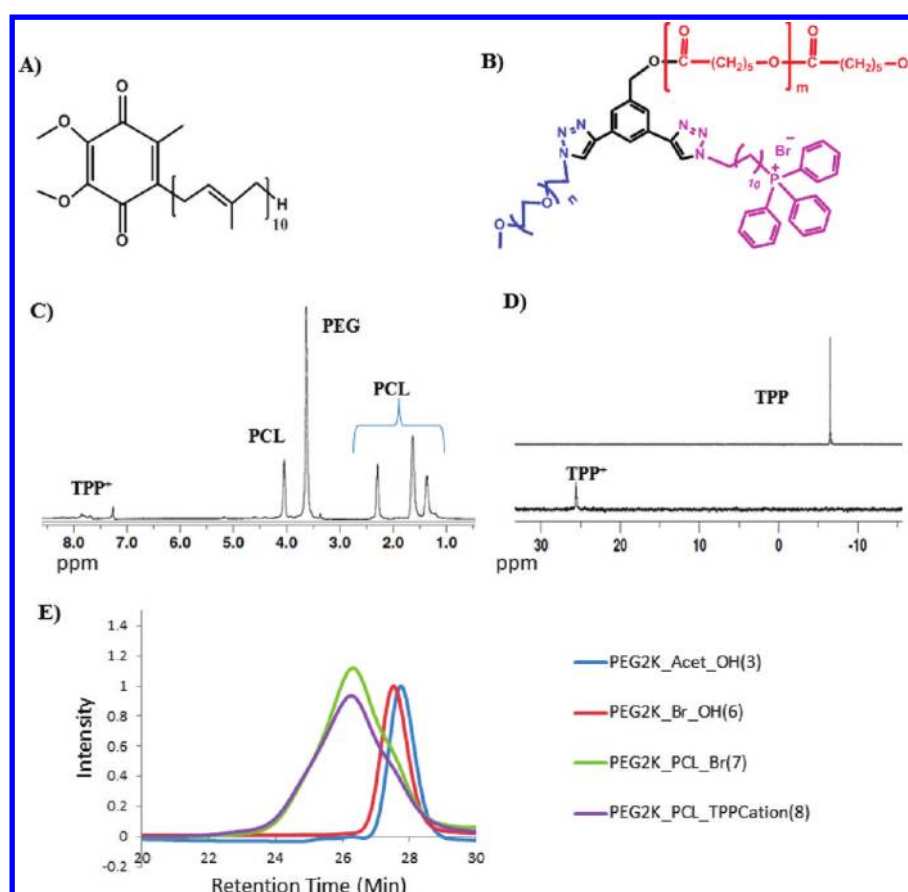 A)
O
O
O
O
H
10
B)
O
O
(CH2)5
O
O
(CH2)5
OH
m
N
N
N
N
N
N
Br
−
P
+
10
O
n
O
C)
PEG
PCL
PCL
TPP+
8.0 7.0 6.0 5.0 4.0 3.0 2.0 1.0
ppm
D)
TPP
TPP+
30 20 10 0 -10
ppm
E)
1.4
1.2
1
0.8
0.6
0.4
0.2
0
-0.2
Intensity
20 22 24 26 28 30
Retention Time (Min)
PEG2K_Acet_OH(3)
PEG2K_Br_OH(6)
PEG2K_PCL_Br(7)
PEG2K_PCL_TPPCation(8)